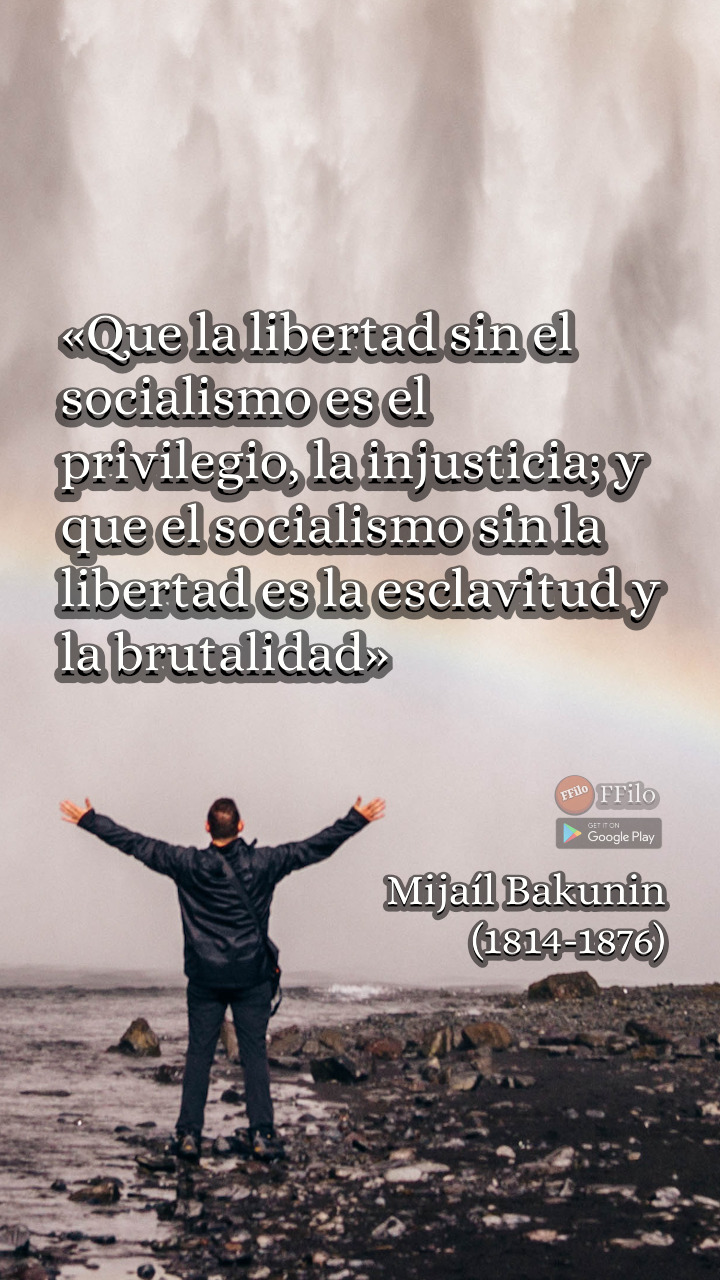 «Que la libertad sin el
socialismo es el
privilegio, la injusticia; y
que el socialismo sin la
libertad es la esclavitud y
la brutalidad»
FFilo FFilo
GET IT ON
Google Play
Mijaíl Bakunin
(1814-1876)